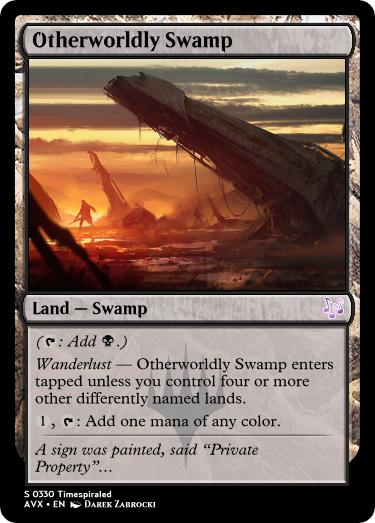 Otherworldly Swamp
Land — Swamp
(: Add .)
Wanderlust — Otherworldly Swamp enters
tapped unless you control four or more
other differently named lands.
1 , : Add one mana of any color.
A sign was painted, said “Private
Property”...
S 0330 Timespiraled
AVX • EN Darek Zabrocki